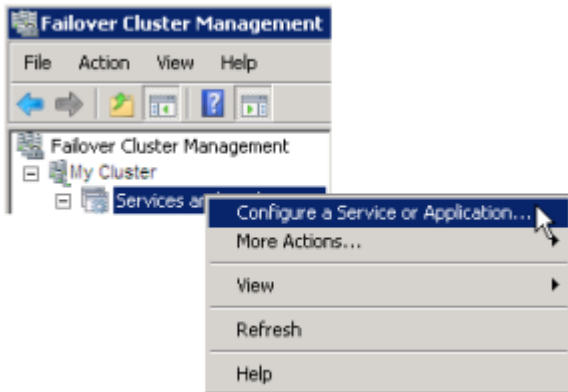 Failover Cluster Management
File Action View Help
Failover Cluster Management
My Cluster
Services
Configure a Service or Application...
More Actions...
View
Refresh
Help